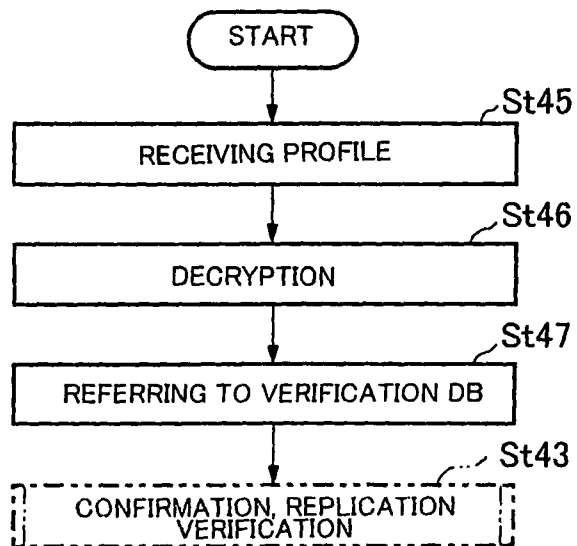 START
St45
RECEIVING PROFILE
St46
DECRYPTION
St47
REFERRING TO VERIFICATION DB
St43
CONFIRMATION, REPLICATION
VERIFICATION